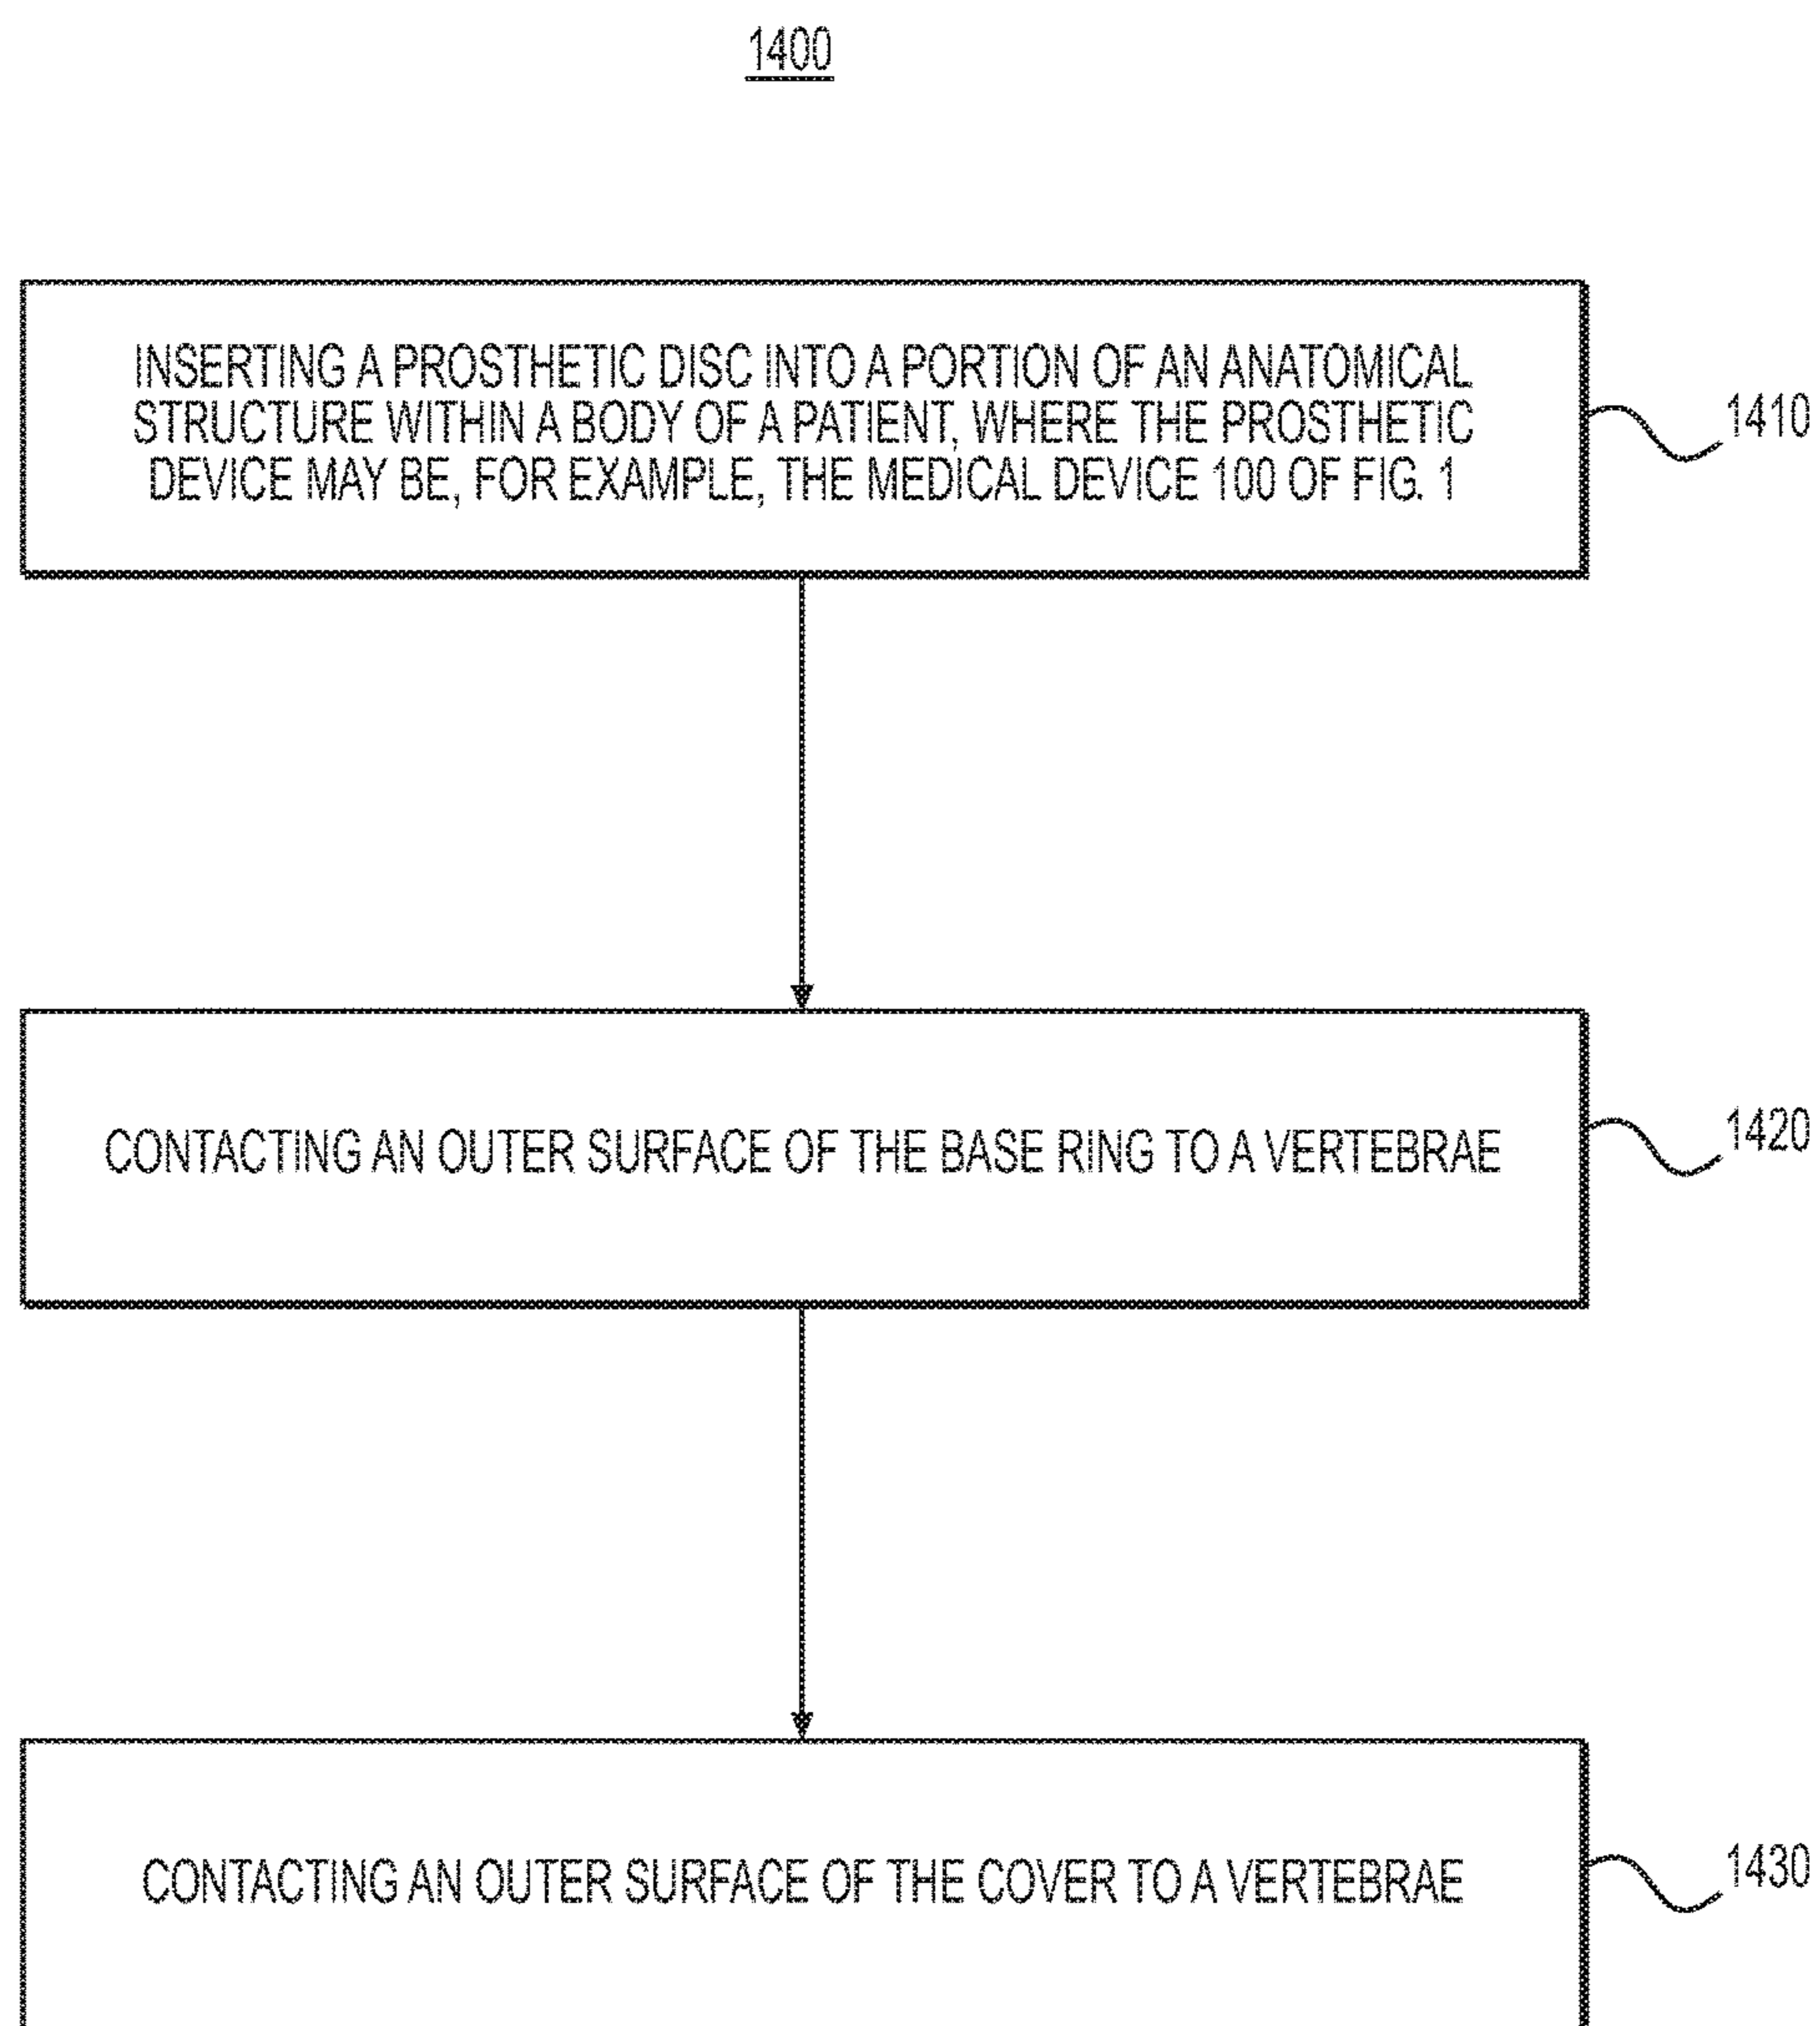 1400
INSERTING A PROSTHETIC DISC INTO A PORTION OF AN ANATOMICAL
STRUCTURE WITHIN A BODY OF A PATIENT, WHERE THE PROSTHETIC
DEVICE MAY BE, FOR EXAMPLE, THE MEDICAL DEVICE 100 OF FIG. 1
1410
CONTACTING AN OUTER SURFACE OF THE BASE RING TO A VERTEBRAE
1420
CONTACTING AN OUTER SURFACE OF THE COVER TO A VERTEBRAE
1430